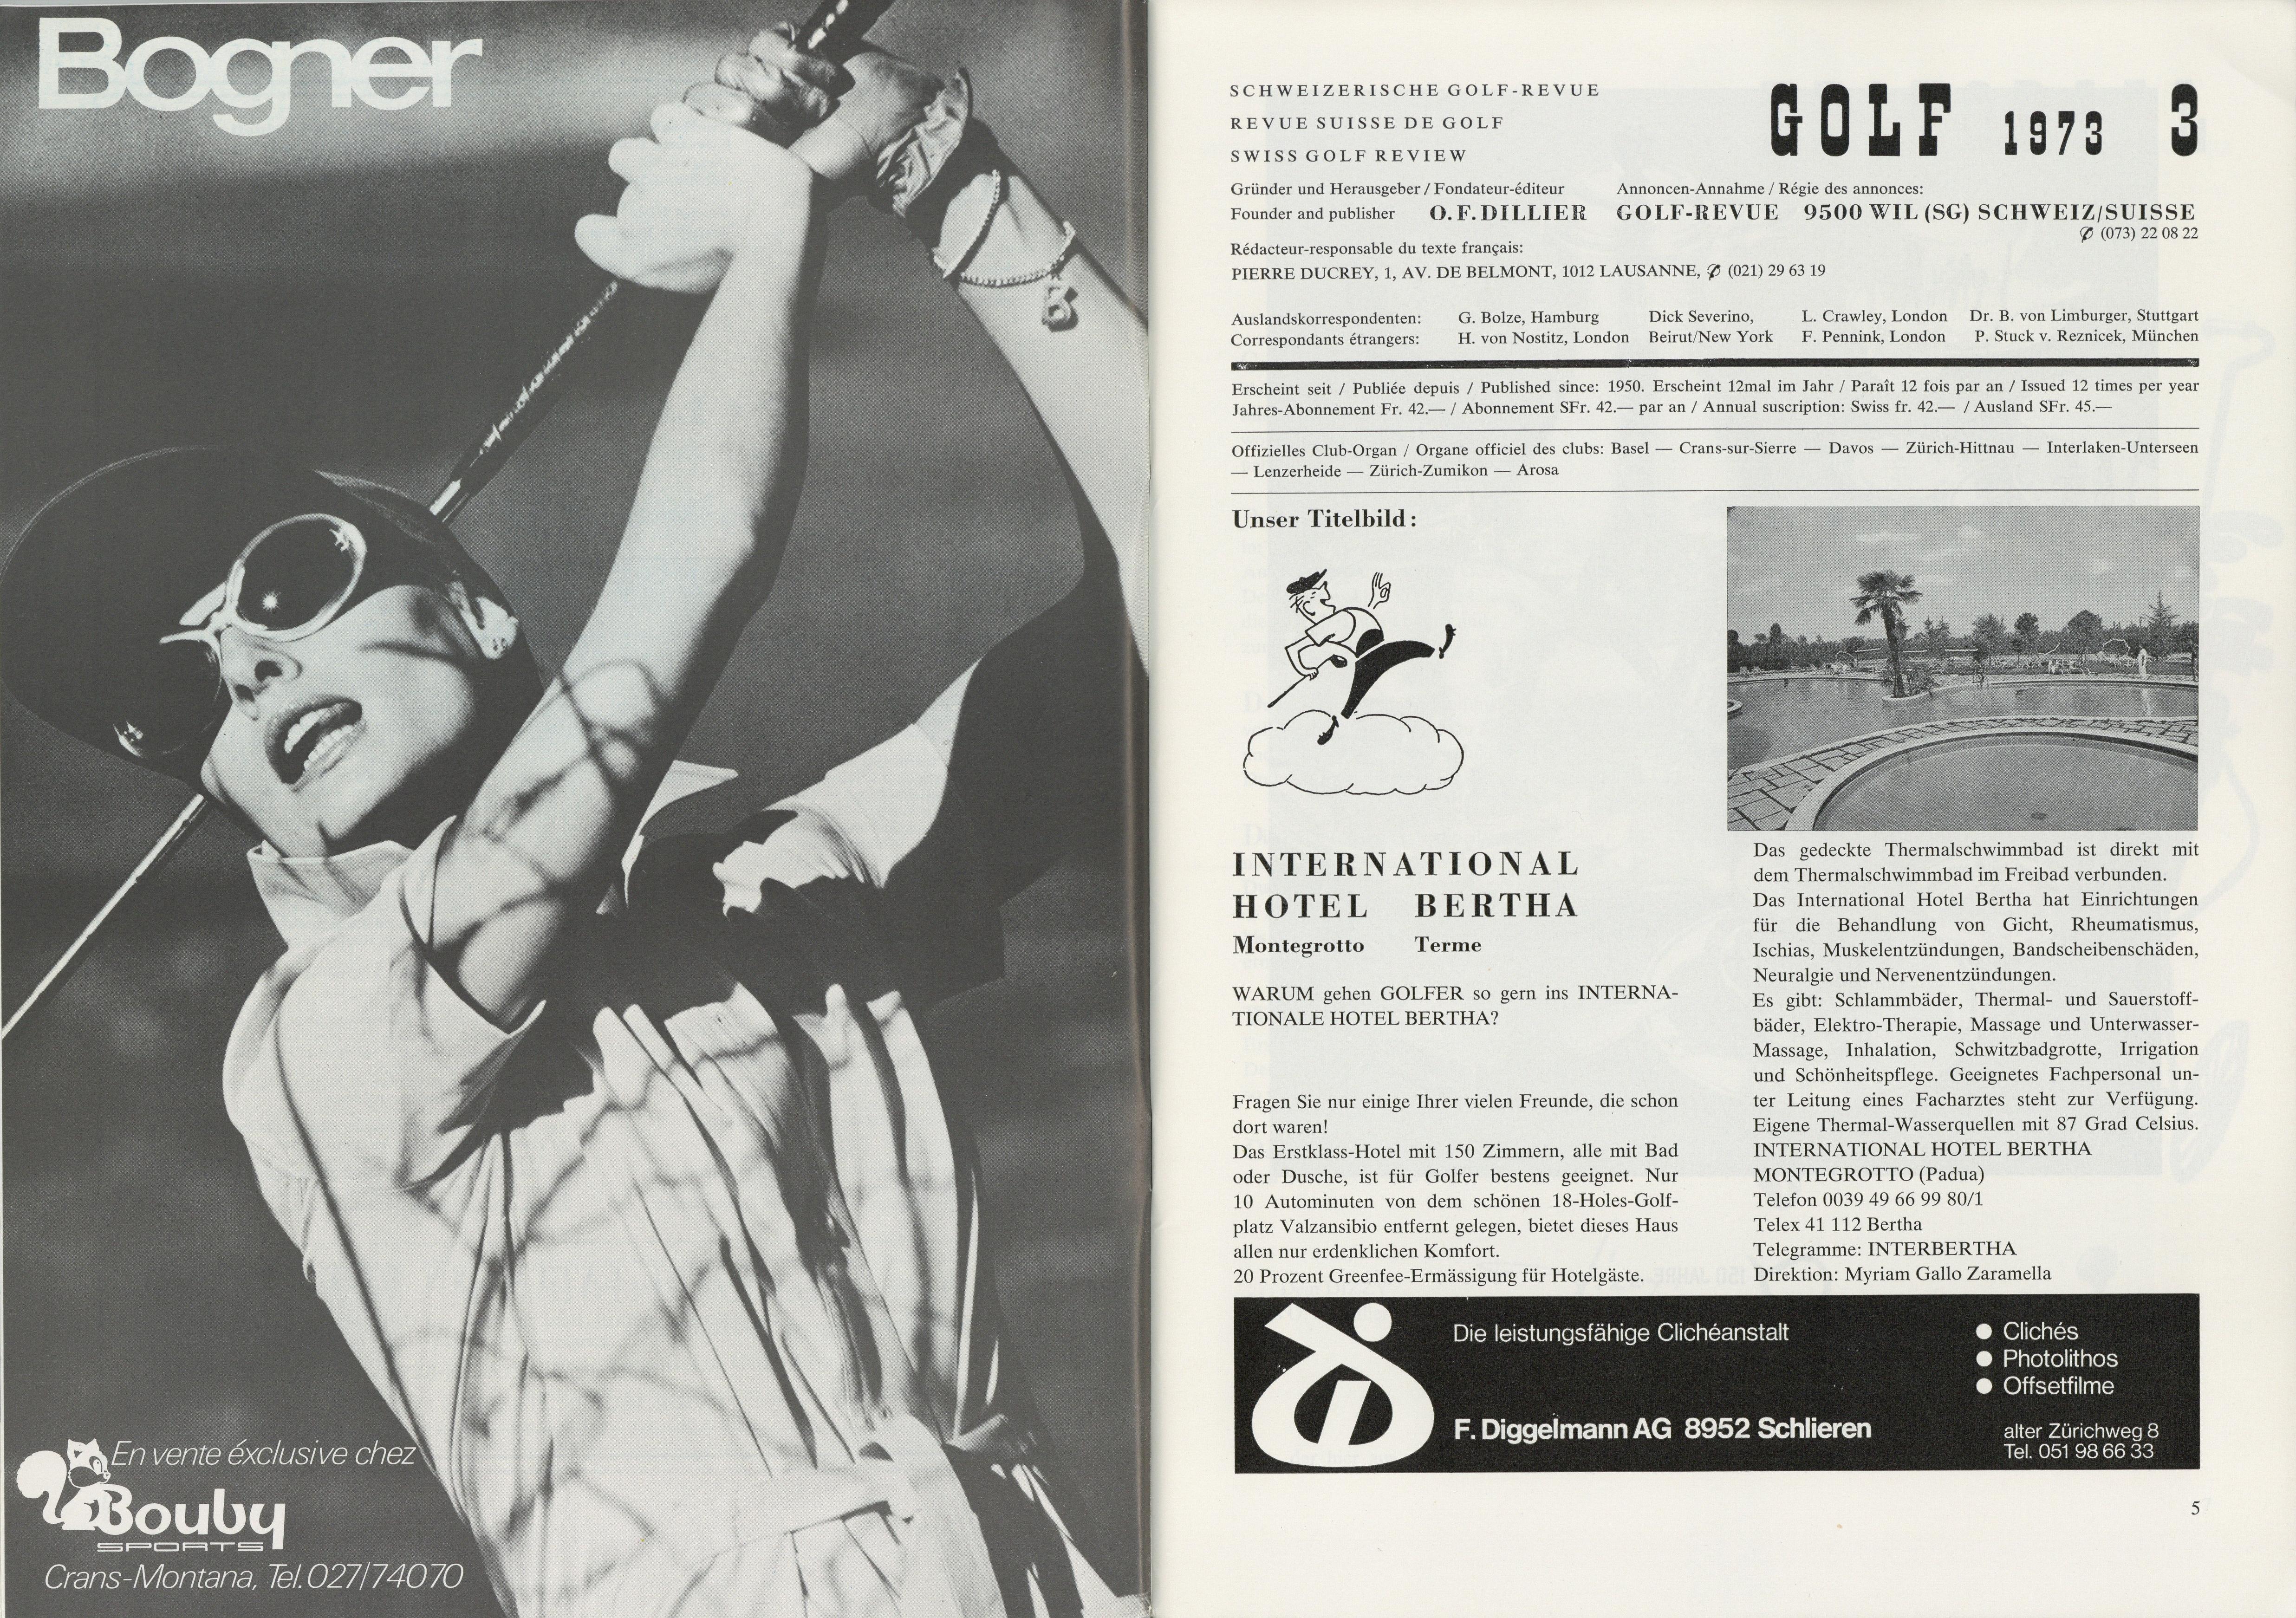 Bogner
B
En vente éxclusive chez
Bouby
SPORTS
Crans-Montana, Tel. 027/74070
SCHWEIZERISCHE GOLF-REVUE
REVUE SUISSE DE GOLF
SWISS GOLF REVIEW
GOLF 1973 3
Gründer und Herausgeber / Fondateur-éditeur
Founder and publisher O. F. DILLIER
Annoncen-Annahme / Régie des annonces:
GOLF-REVUE 9500 WIL (SG) SCHWEIZ/SUISSE
✆ (073) 22 08 22
Rédacteur-responsable du texte français:
PIERRE DUCREY, 1, AV. DE BELMONT, 1012 LAUSANNE, ✆ (021) 29 63 19
Auslandskorrespondenten: G. Bolze, Hamburg Dick Severino, L. Crawley, London Dr. B. von Limburger, Stuttgart
Correspondants étrangers: H. von Nostitz, London Beirut/New York F. Pennink, London P. Stuck v. Reznicek, München
Erscheint seit / Publiée depuis / Published since: 1950. Erscheint 12mal im Jahr / Paraît 12 fois par an / Issued 12 times per year
Jahres-Abonnement Fr. 42.— / Abonnement SFr. 42.— par an / Annual suscription: Swiss fr. 42.— / Ausland SFr. 45.—
Offizielles Club-Organ / Organe officiel des clubs: Basel — Crans-sur-Sierre — Davos — Zürich-Hittnau — Interlaken-Unterseen
— Lenzerheide — Zürich-Zumikon — Arosa
Unser Titelbild:
INTERNATIONAL
HOTEL BERTHA
Montegrotto Terme
WARUM gehen GOLFER so gern ins INTERNA-
TIONALE HOTEL BERTHA?
Fragen Sie nur einige Ihrer vielen Freunde, die schon
dort waren!
Das Erstklass-Hotel mit 150 Zimmern, alle mit Bad
oder Dusche, ist für Golfer bestens geeignet. Nur
10 Autominuten von dem schönen 18-Holes-Golf-
platz Valzansibio entfernt gelegen, bietet dieses Haus
allen nur erdenklichen Komfort.
20 Prozent Greenfee-Ermässigung für Hotelgäste.
Das gedeckte Thermalschwimmbad ist direkt mit
dem Thermalschwimmbad im Freibad verbunden.
Das International Hotel Bertha hat Einrichtungen
für die Behandlung von Gicht, Rheumatismus,
Ischias, Muskelentzündungen, Bandscheibenschäden,
Neuralgie und Nervenentzündungen.
Es gibt: Schlammbäder, Thermal- und Sauerstoff-
bäder, Elektro-Therapie, Massage und Unterwasser-
Massage, Inhalation, Schwitzbadgrotte, Irrigation
und Schönheitspflege. Geeignetes Fachpersonal un-
ter Leitung eines Facharztes steht zur Verfügung.
Eigene Thermal-Wasserquellen mit 87 Grad Celsius.
INTERNATIONAL HOTEL BERTHA
MONTEGROTTO (Padua)
Telefon 0039 49 66 99 80/1
Telex 41 112 Bertha
Telegramme: INTERBERTHA
Direktion: Myriam Gallo Zaramella
Die leistungsfähige Clichéanstalt
F. Diggelmann AG 8952 Schlieren
● Clichés
● Photolithos
● Offsetfilme
alter Zürichweg 8
Tel. 051 98 66 33
5